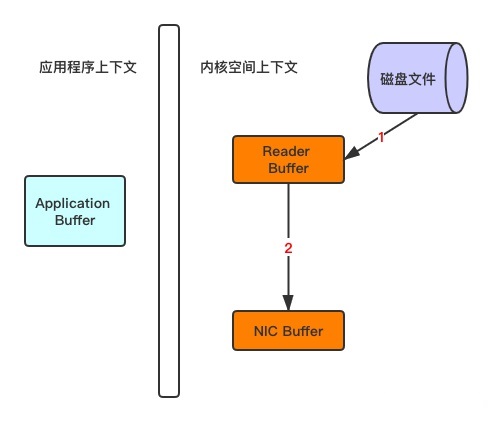 应用程序上下文
内核空间上下文
磁盘文件
1
Reader
Buffer
Application
Buffer
2
NIC Buffer